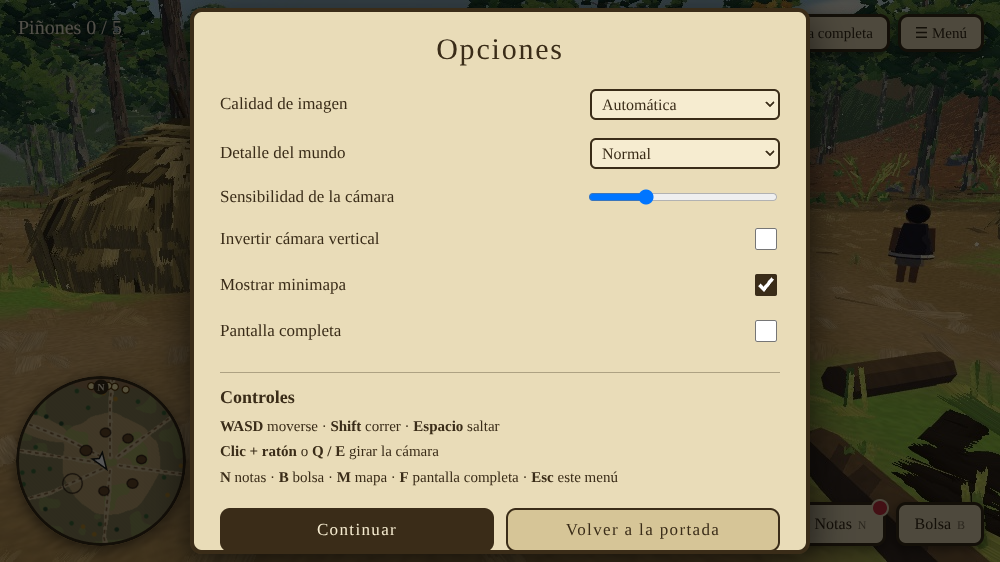 Piñones 0 / 5
a completa
☰ Menú
Opciones
Calidad de imagen
Automática
Detalle del mundo
Normal
Sensibilidad de la cámara
Invertir cámara vertical
Mostrar minimapa
Pantalla completa
Controles
WASD moverse · Shift correr · Espacio saltar
Clic + ratón o Q / E girar la cámara
N notas · B bolsa · M mapa · F pantalla completa · Esc este menú
Continuar
Volver a la portada
N
Notas N
Bolsa B